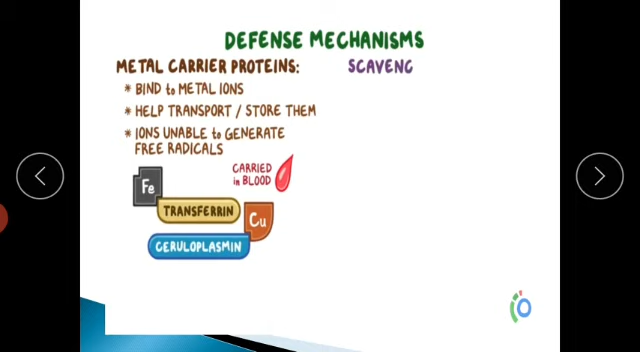 DEFENSE MECHANISMS
METAL CARRIER PROTEINS:
* BIND to METAL IONS
* HELP TRANSPORT / STORE THEM
* IONS UNABLE to GENERATE
FREE RADICALS
Fe
CARRIED
in BLOOD
TRANSFERRIN
Cu
CERULOPLASMIN
SCAVENG